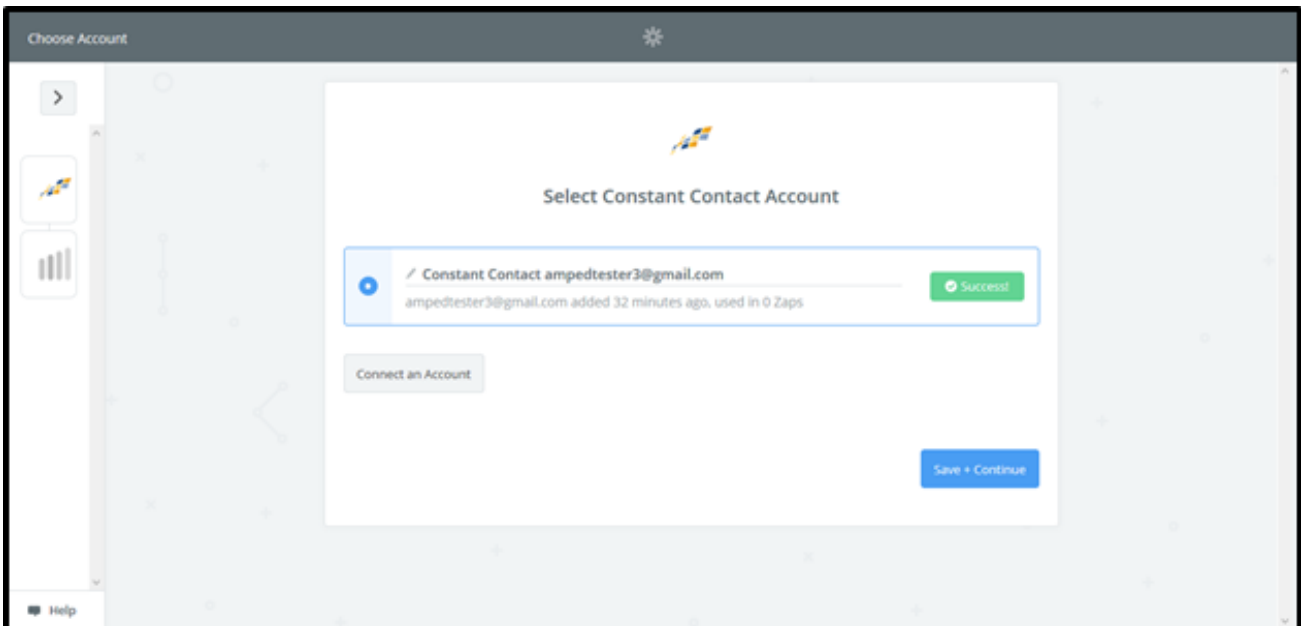 Choose Account
Select Constant Contact Account
Constant Contact ampedtester3@gmail.com
ampedtester3@gmail.com added 32 minutes ago, used in 0 Zaps
Success!
Connect an Account
Save + Continue
Help